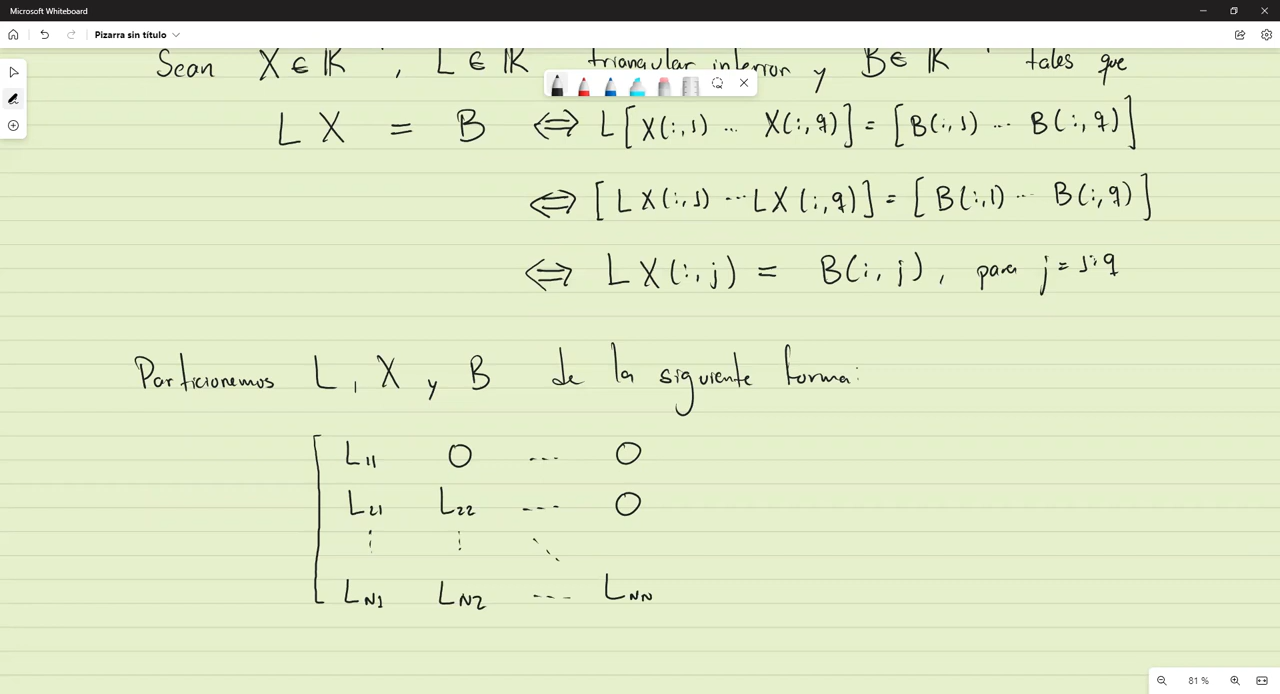 Microsoft Whiteboard
Pizarra sin título
Sean X ∈ K , L ∈ K triangular inferior y B ∈ K tales que
L X = B ⟺ L [X(:,1) ... X(:,q)] = [B(:,1) ... B(:,q)]
⟺ [L X(:,1) ... L X(:,q)] = [B(:,1) ... B(:,q)]
⟺ L X(:,j) = B(:,j), para j = 1:q
Particionemos L, X y B de la siguiente forma:
L11 0 ... 0
L21 L22 ... 0
⋮ ⋮ ⋱
LN1 LN2 ... LNN
81 %